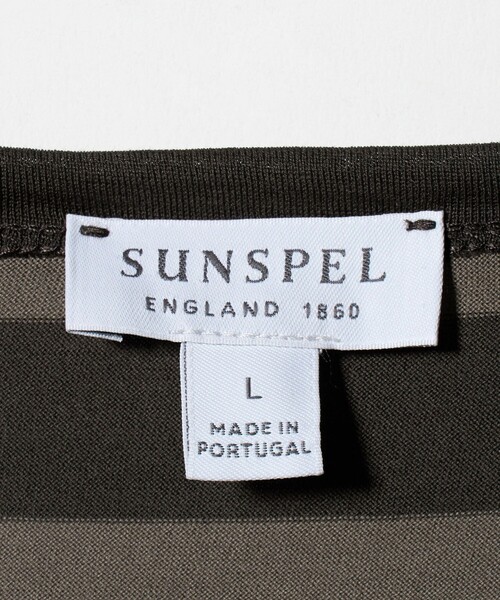 SUNSPEL
ENGLAND 1860
L
MADE IN
PORTUGAL